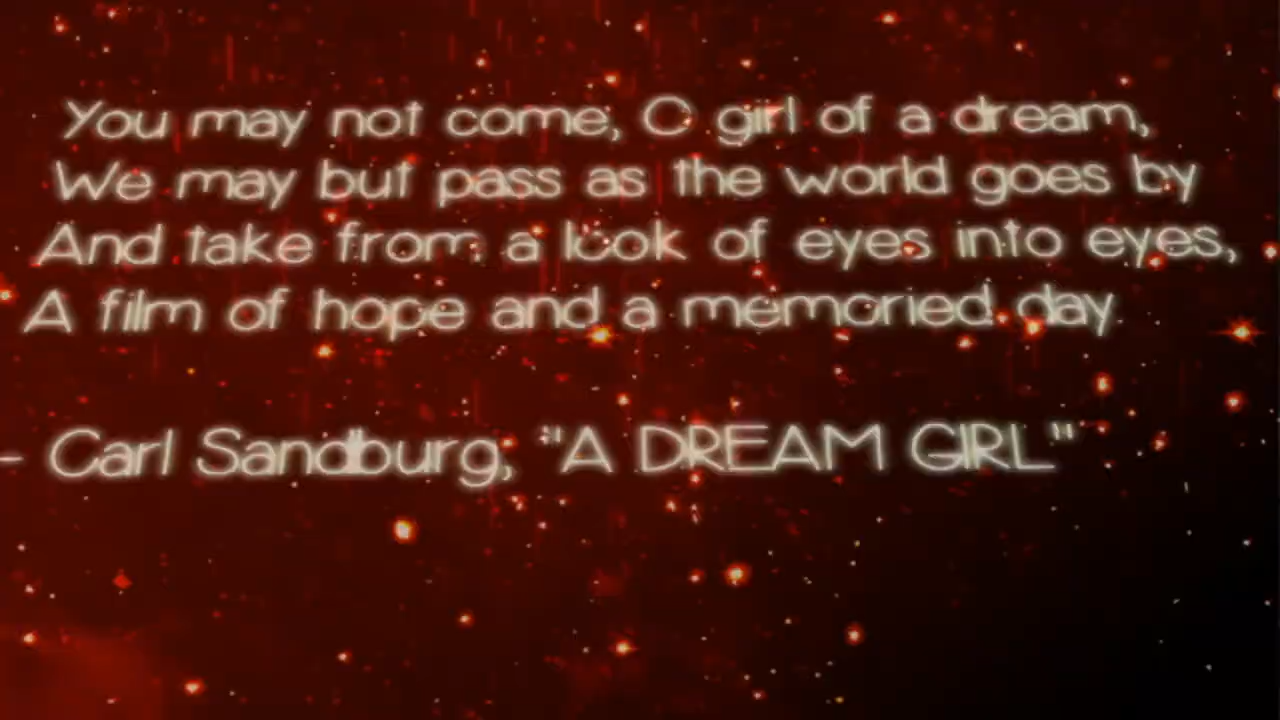 You may not come, O girl of a dream,
We may but pass as the world goes by
And take from a look of eyes into eyes,
A film of hope and a memoried day.
- Carl Sandburg, "A DREAM GIRL"